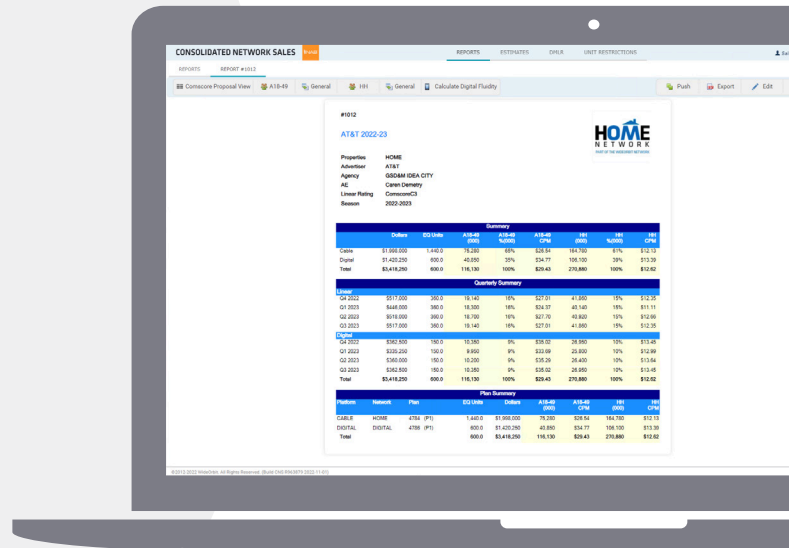 CONSOLIDATED NETWORK SALES
REPORTS ESTIMATES DMLR UNIT RESTRICTIONS
REPORTS REPORT #1012
Comscore Proposal View A18-49 General HH General Calculate Digital Fluidity Push Export Edit
#1012
AT&T 2022-23
HOME
NETWORK
PART OF THE WEBORBIT NETWORK
Properties HOME
Advertiser AT&T
Agency GSD&M IDEA CITY
AE Caren Demetry
Linear Rating ComscoreC3
Season 2022-2023
Summary
Dollars EQ Units A18-49 (000) A18-49 %(000) A18-49 CPM HH (000) HH %(000) HH CPM
Cable $1,998,000 1,440.0 75,280 65% $26.54 164,780 61% $12.13
Digital $1,420,250 600.0 40,850 35% $34.77 106,100 39% $13.39
Total $3,418,250 600.0 116,130 100% $29.43 270,880 100% $12.62
Quarterly Summary
Linear
Q4 2022 $517,000 360.0 19,140 16% $27.01 41,860 15% $12.35
Q1 2023 $446,000 360.0 18,300 16% $24.37 40,140 15% $11.11
Q2 2023 $518,000 360.0 18,700 16% $27.70 40,920 15% $12.66
Q3 2023 $517,000 360.0 19,140 16% $27.01 41,860 15% $12.35
Digital
Q4 2022 $362,500 150.0 10,350 9% $35.02 26,950 10% $13.45
Q1 2023 $335,250 150.0 9,950 9% $33.69 25,800 10% $12.99
Q2 2023 $360,000 150.0 10,200 9% $35.29 26,400 10% $13.64
Q3 2023 $362,500 150.0 10,350 9% $35.02 26,950 10% $13.45
Total $3,418,250 600.0 116,130 100% $29.43 270,880 100% $12.62
Plan Summary
Platform Network Plan EQ Units Dollars A18-49 (000) A18-49 CPM HH (000) HH CPM
CABLE HOME 4784 (P1) 1,440.0 $1,998,000 75,280 $26.54 164,780 $12.13
DIGITAL DIGITAL 4786 (P1) 600.0 $1,420,250 40,850 $34.77 106,100 $13.39
Total 600.0 $3,418,250 116,130 $29.43 270,880 $12.62
©2012-2022 WebOrbit, All Rights Reserved.